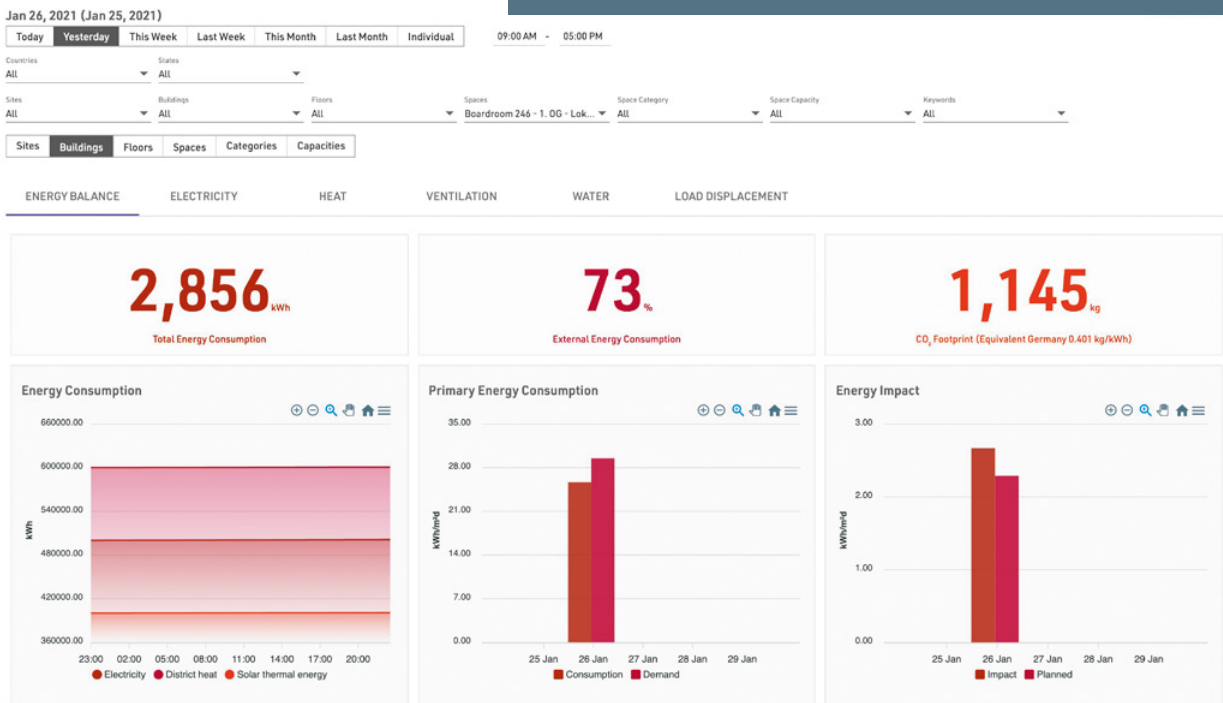 Jan 26, 2021 (Jan 25, 2021)
Today Yesterday This Week Last Week This Month Last Month Individual 09:00 AM - 05:00 PM
Countries States
All All
Sites Buildings Floors Spaces Space Category Space Capacity Keywords
All All All Boardroom 246 - 1. OG - Lok... All All All
Sites Buildings Floors Spaces Categories Capacities
ENERGY BALANCE ELECTRICITY HEAT VENTILATION WATER LOAD DISPLACEMENT
2,856 kWh
Total Energy Consumption
73 %
External Energy Consumption
1,145 kg
CO₂ Footprint (Equivalent Germany 0.401 kg/kWh)
Energy Consumption
660000.00
600000.00
540000.00
480000.00
420000.00
360000.00
kWh
23:00 02:00 05:00 08:00 11:00 14:00 17:00 20:00
Electricity District heat Solar thermal energy
Primary Energy Consumption
35.00
28.00
21.00
14.00
7.00
0.00
kWh/m²d
25 Jan 26 Jan 27 Jan 28 Jan 29 Jan
Consumption Demand
Energy Impact
3.00
2.00
1.00
0.00
kWh/m²d
25 Jan 26 Jan 27 Jan 28 Jan 29 Jan
Impact Planned